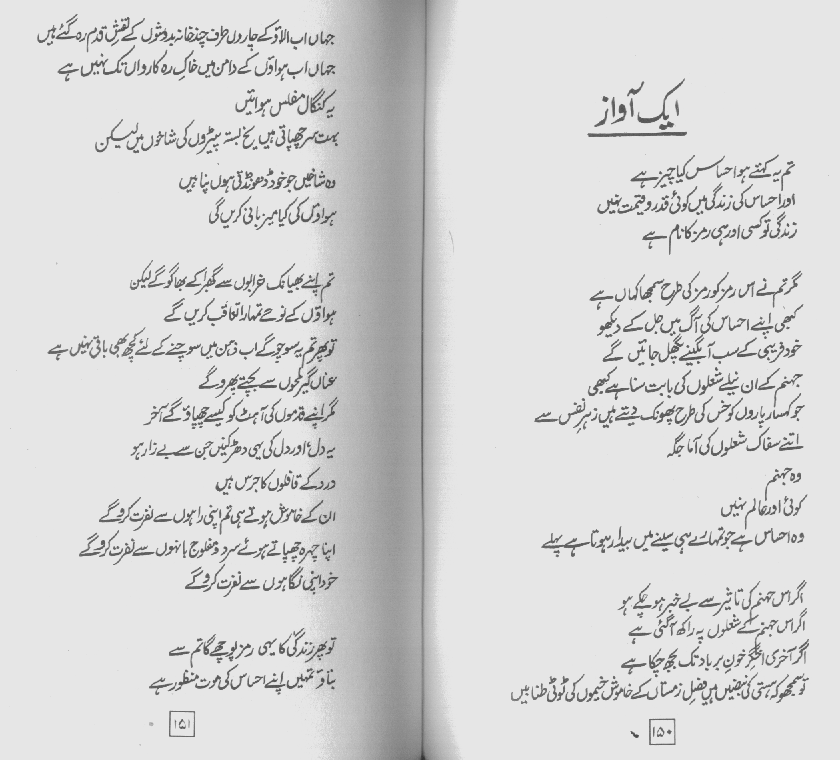 ایک آواز
تم یہ کہتے ہو احساس کیا چیز ہے
اور احساس کی زندگی میں کوئی قدر و قیمت نہیں
زندگی تو کسی اور ہی رمز کا نام ہے
مگر تم نے اس رمز کو رمز کی طرح سمجھا کہاں ہے
کبھی اپنے احساس کی آگ میں جل کے دیکھو
خود فریبی کے سب آبگینے پگھل جائیں گے
جہنم کے ان نیلے شعلوں کی بابت سنا ہے کبھی
جو کہسار پاروں کو خس کی طرح پھونک دیتے ہیں زہرِ نفس سے
اتنے سفاک شعلوں کی آماجگہ
وہ جہنم
کوئی اور عالم نہیں
وہ احساس ہے جو تمہارے ہی سینے میں بیدار ہوتا ہے پہلے
اگر اس جہنم کی تاثیر سے بے خبر ہو چکے ہو
اگر اس جہنم کے شعلوں پہ راکھ آ گئی ہے
اگر آخری اخگرِ خونِ برباد تک بجھ چکا ہے
تو سمجھو کہ ہستی کی نبضیں ہیں فصلِ زمستاں کے خاموش خیموں کی ٹوٹی طنابیں
۱۵۰
جہاں اب الاؤ کے چاروں طرف چند خانہ بدوشوں کے نقشِ قدم رہ گئے ہیں
جہاں اب ہواؤں کے دامن میں خاکِ رہِ کارواں تک نہیں ہے
یہ کنگال مفلس ہوائیں
بہت سر چھپاتی ہیں یخ بستہ پیڑوں کی شاخوں میں لیکن
وہ شاخیں جو خود ڈھونڈتی ہوں پناہیں
ہواؤں کی کیا میزبانی کریں گی
تم اپنے بھیانک خرابوں سے گھبرا کے بھاگو گے لیکن
ہواؤں کے نوحے تمہارا تعاقب کریں گے
تو پھر تم یہ سوچو گے اب ذہن میں سوچنے کے لئے کچھ بھی باقی نہیں ہے
عناں گیر لمحوں سے بچتے پھرو گے
مگر اپنے قدموں کی آہٹ کو کیسے چھپاؤ گے آخر
یہ دل، اور دل کی یہی دھڑکنیں جن سے بے زار ہو
درد کے قافلوں کا جرس ہیں
ان کے خاموش ہوتے ہی تم اپنی راہوں سے نفرت کرو گے
اپنا چہرہ چھپاتے ہوئے سرد و مفلوج بانہوں سے نفرت کرو گے
خود اپنی نگاہوں سے نفرت کرو گے
تو پھر زندگی کا یہی رمز پوچھے گا تم سے
بتاؤ تمہیں اپنے احساس کی موت منظور ہے
۱۵۱